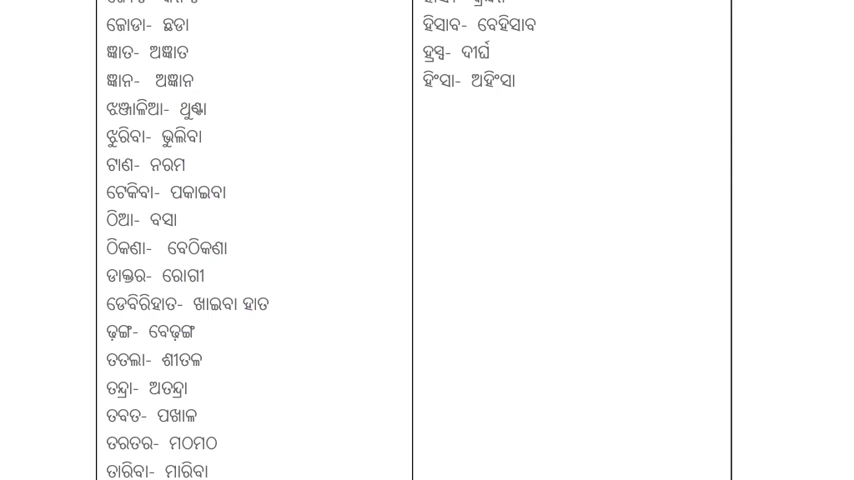 ଜୋଡା- ଛଡା
ଜ୍ଞାତ- ଅଜ୍ଞାତ
ଜ୍ଞାନ- ଅଜ୍ଞାନ
ଝଞ୍ଜାଳିଆ- ଥୁଣ୍ଟା
ଝୁରିବା- ଭୁଲିବା
ଟାଣ- ନରମ
ଟେକିବା- ପକାଇବା
ଠିଆ- ବସା
ଠିକଣା- ବେଠିକଣା
ଡାକ୍ତର- ରୋଗୀ
ଡେବିରିହାତ- ଖାଇବା ହାତ
ଢ଼ଙ୍ଗ- ବେଢ଼ଙ୍ଗ
ତତଲା- ଶୀତଳ
ତନ୍ଦ୍ରା- ଅତନ୍ଦ୍ରା
ତବତ- ପଖାଳ
ତରତର- ମଠମଠ
ତାରିବା- ମାରିବା
ହିସାବ- ବେହିସାବ
ହ୍ରସ୍ଵ- ଦୀର୍ଘ
ହିଂସା- ଅହିଂସା